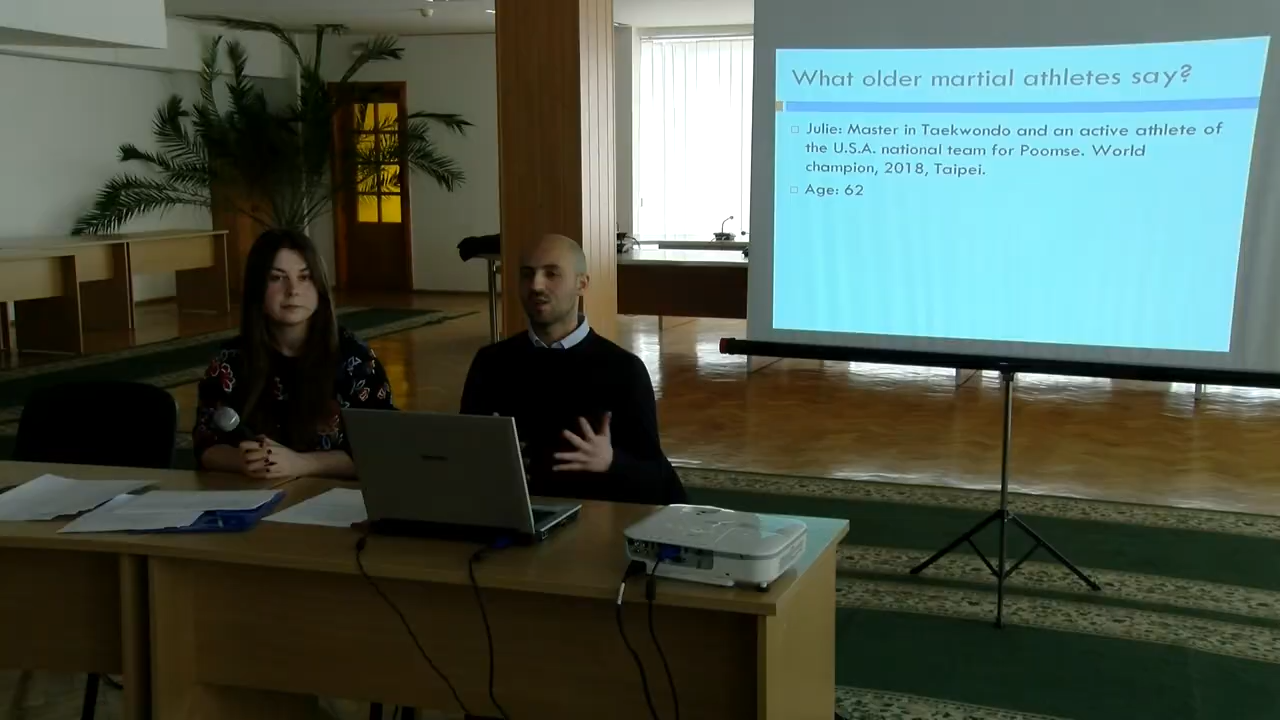 What older martial athletes say?
Julie: Master in Taekwondo and an active athlete of
the U.S.A. national team for Poomse. World
champion, 2018, Taipei.
Age: 62